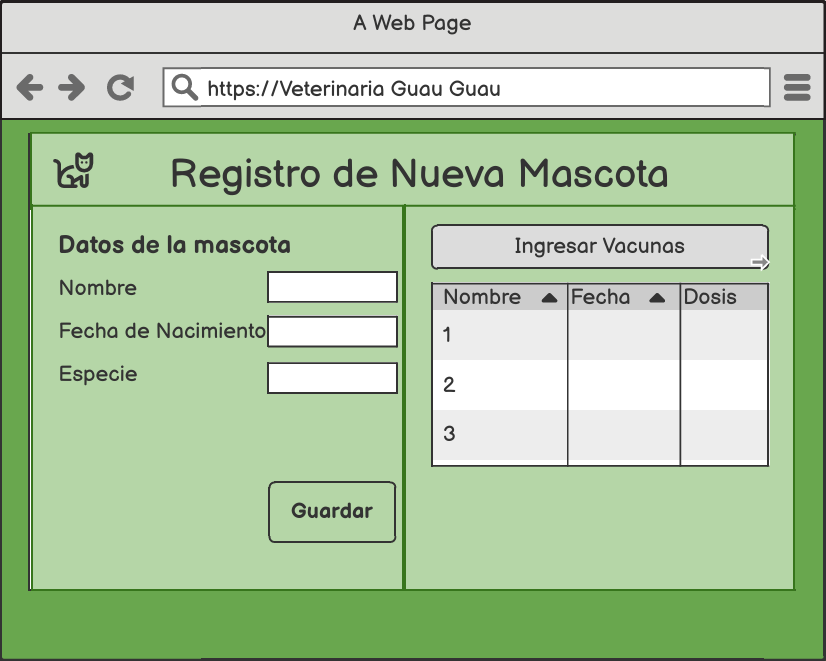 A Web Page
https://Veterinaria Guau Guau
Registro de Nueva Mascota
Datos de la mascota
Nombre
Fecha de Nacimiento
Especie
Guardar
Ingresar Vacunas
Nombre Fecha Dosis
1
2
3